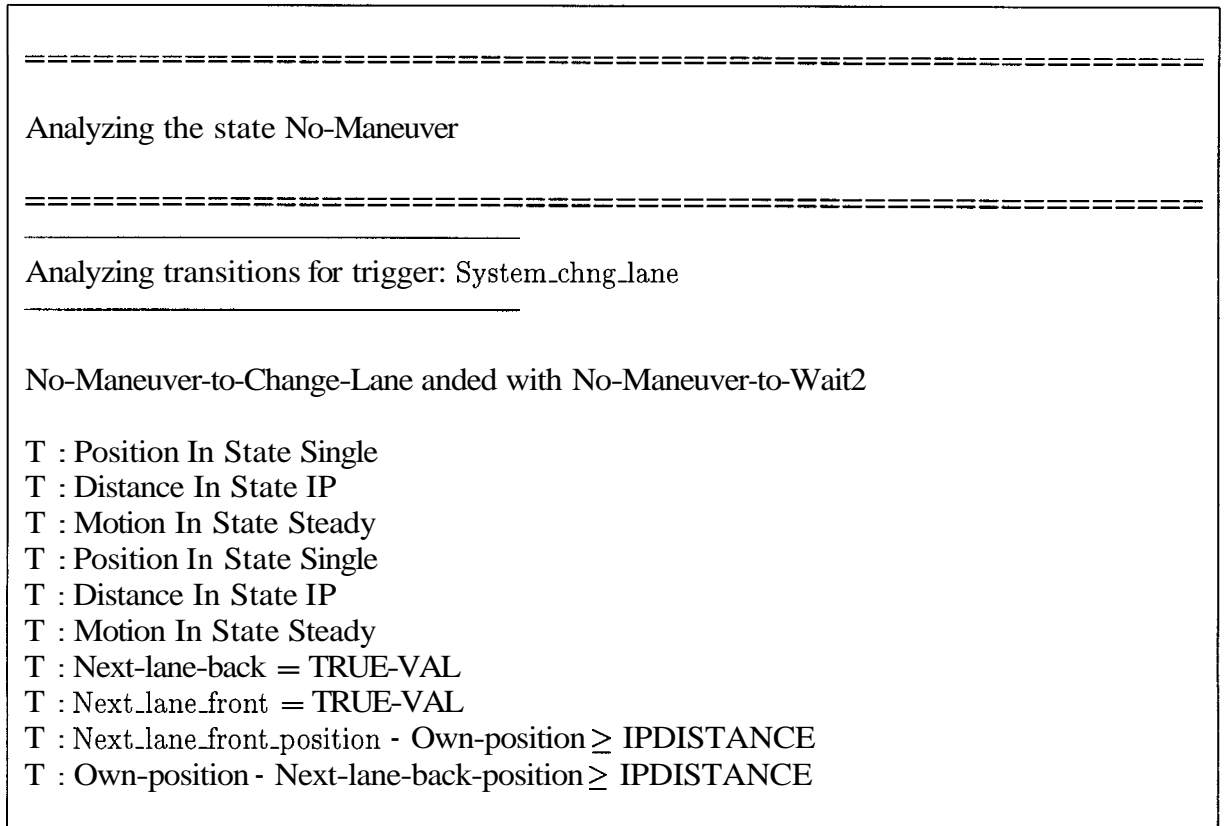 ==================================================
Analyzing the state No-Maneuver
==================================================
Analyzing transitions for trigger: System_chng_lane
No-Maneuver-to-Change-Lane anded with No-Maneuver-to-Wait2
T : Position In State Single
T : Distance In State IP
T : Motion In State Steady
T : Position In State Single
T : Distance In State IP
T : Motion In State Steady
T : Next-lane-back = TRUE-VAL
T : Next_lane_front = TRUE-VAL
T : Next_lane_front_position - Own-position ≥ IPDISTANCE
T : Own-position - Next-lane-back-position ≥ IPDISTANCE